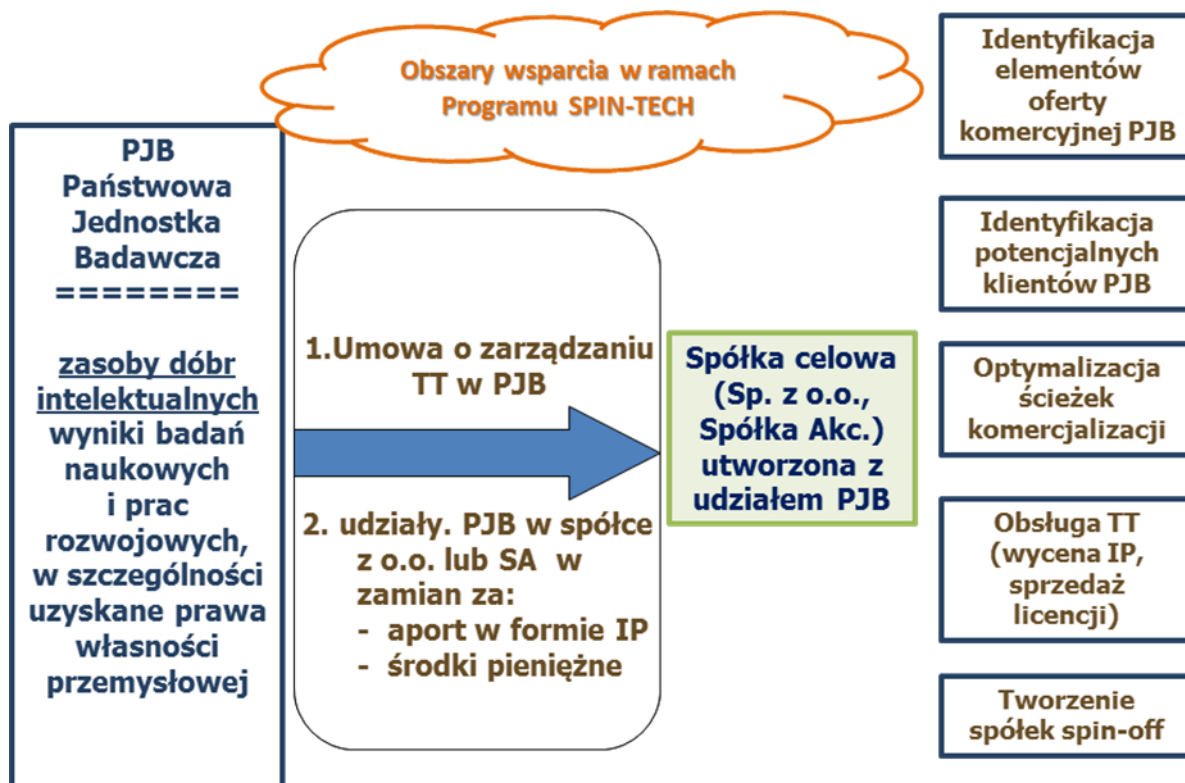 Obszary wsparcia w ramach
Programu SPIN-TECH
PJB
Państwowa
Jednostka
Badawcza
========
zasoby dóbr
intelektualnych
wyniki badań
naukowych
i prac
rozwojowych,
w szczególności
uzyskane prawa
własności
przemysłowej
1.Umowa o zarządzaniu
TT w PJB
2. udziały. PJB w spółce
z o.o. lub SA w
zamian za:
- aport w formie IP
- środki pieniężne
Spółka celowa
(Sp. z o.o.,
Spółka Akc.)
utworzona z
udziałem PJB
Identyfikacja
elementów
oferty
komercyjnej PJB
Identyfikacja
potencjalnych
klientów PJB
Optymalizacja
ścieżek
komercjalizacji
Obsługa TT
(wycena IP,
sprzedaż
licencji)
Tworzenie
spółek spin-off